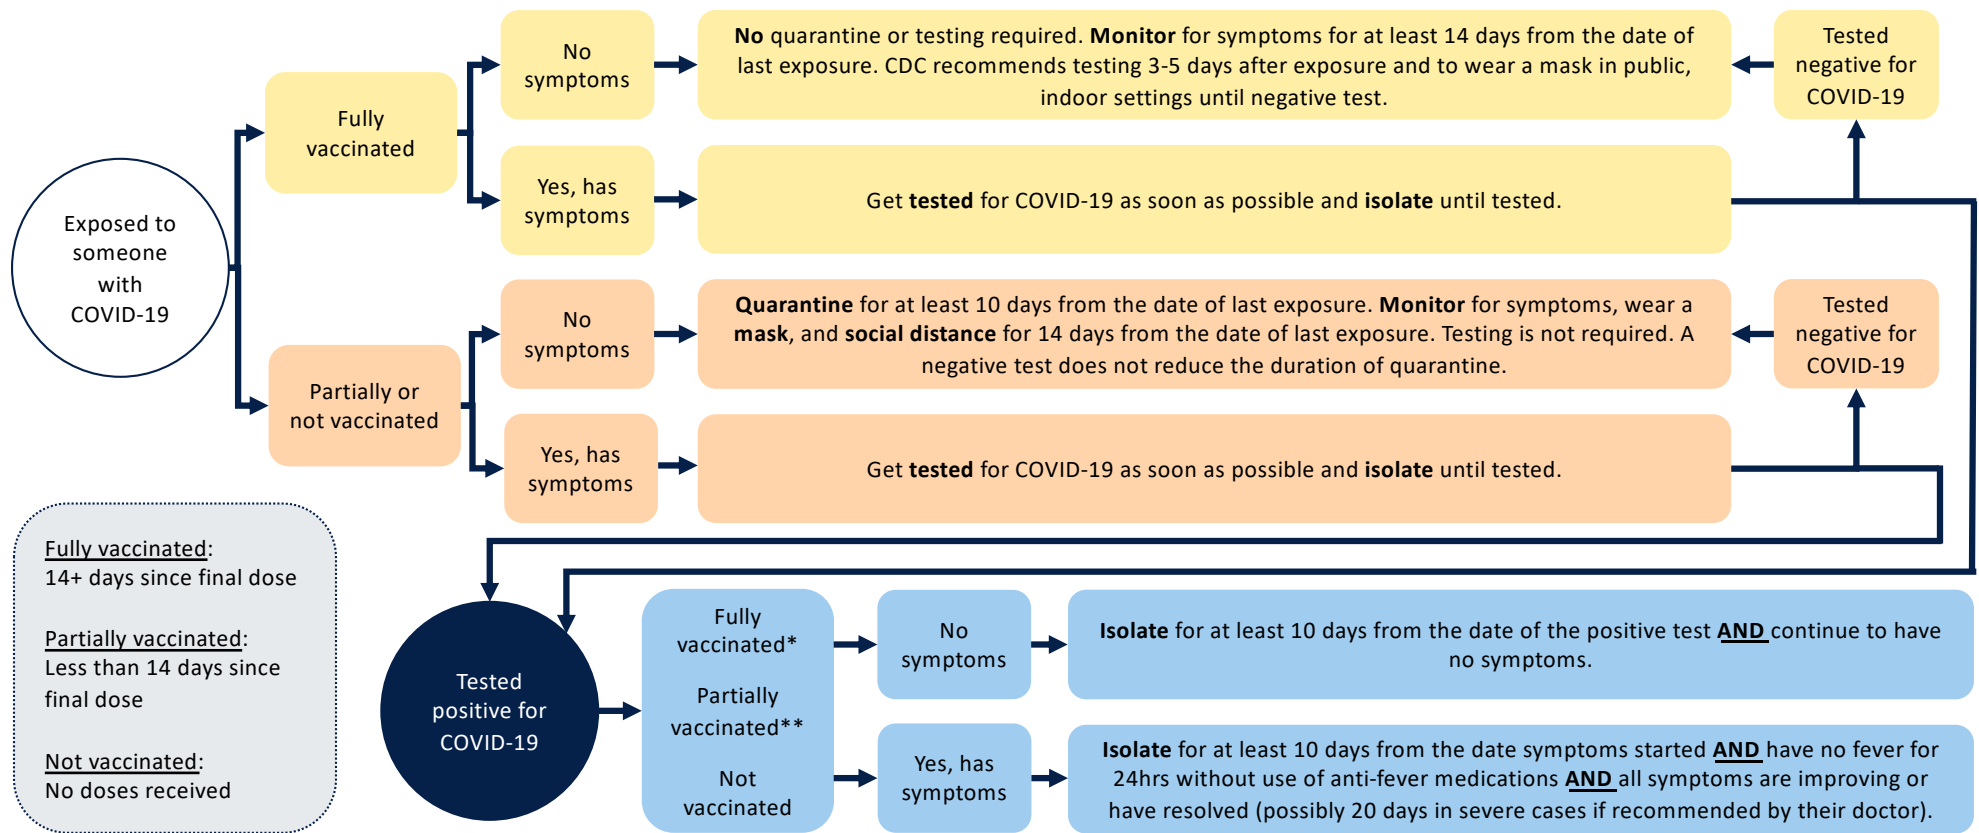 No
symptoms
No quarantine or testing required. Monitor for symptoms for at least 14 days from the date of
last exposure. CDC recommends testing 3-5 days after exposure and to wear a mask in public,
indoor settings until negative test.
Tested
negative for
COVID-19
Fully
vaccinated
Yes, has
symptoms
Get tested for COVID-19 as soon as possible and isolate until tested.
Exposed to
someone
with
COVID-19
No
symptoms
Quarantine for at least 10 days from the date of last exposure. Monitor for symptoms, wear a
mask, and social distance for 14 days from the date of last exposure. Testing is not required. A
negative test does not reduce the duration of quarantine.
Tested
negative for
COVID-19
Partially or
not vaccinated
Yes, has
symptoms
Get tested for COVID-19 as soon as possible and isolate until tested.
Fully vaccinated:
14+ days since final dose
Partially vaccinated:
Less than 14 days since
final dose
Not vaccinated:
No doses received
Tested
positive for
COVID-19
Fully
vaccinated*
Partially
vaccinated**
Not
vaccinated
No
symptoms
Isolate for at least 10 days from the date of the positive test AND continue to have
no symptoms.
Yes, has
symptoms
Isolate for at least 10 days from the date symptoms started AND have no fever for
24hrs without use of anti-fever medications AND all symptoms are improving or
have resolved (possibly 20 days in severe cases if recommended by their doctor).